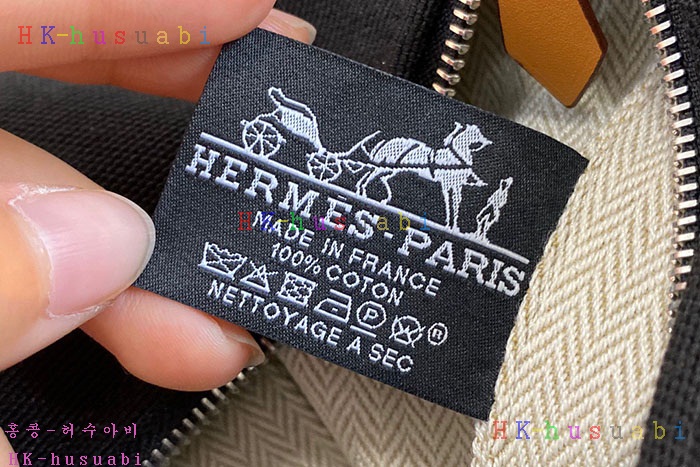 HK-husuabi
HERMÈS-PARIS
HK-husuabi
MADE IN FRANCE
100% COTON
®
NETTOYAGE A SEC
홍콩-허수아비
HK-husuabi
HK-husuabi